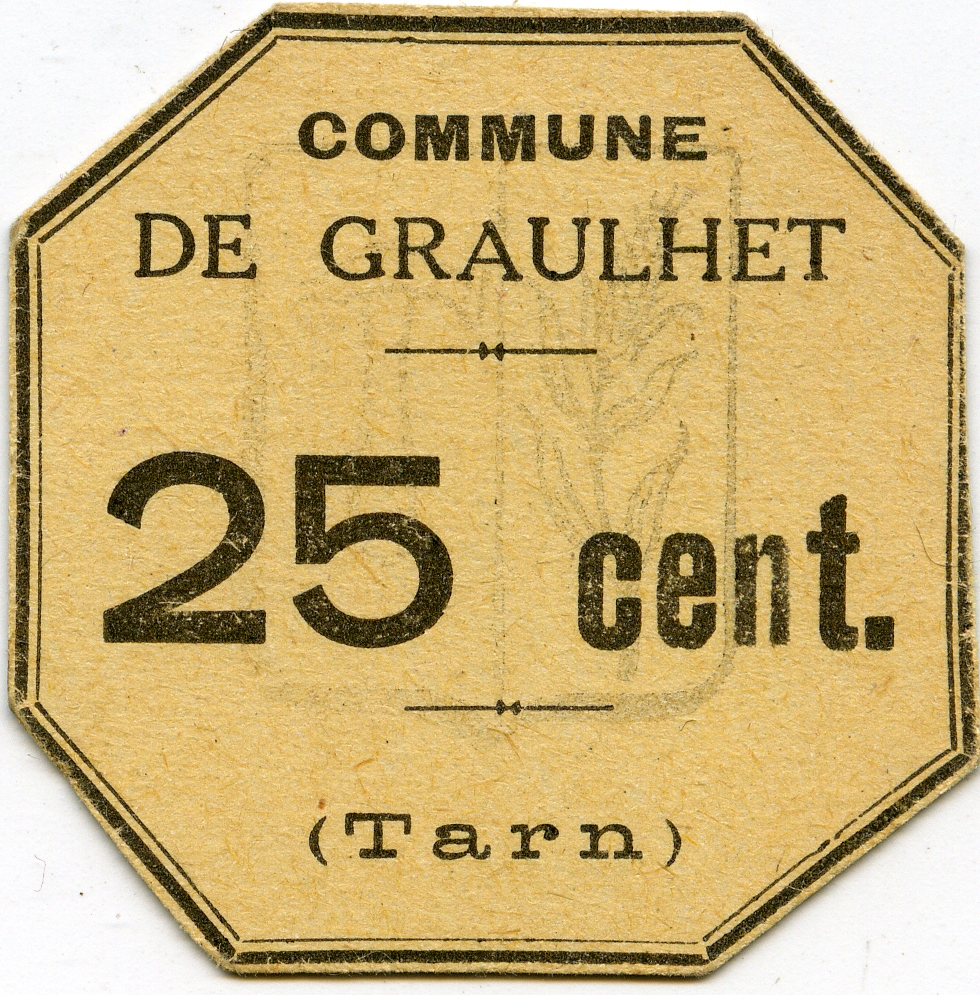 COMMUNE
DE GRAULHET
25 cent.
(Tarn)